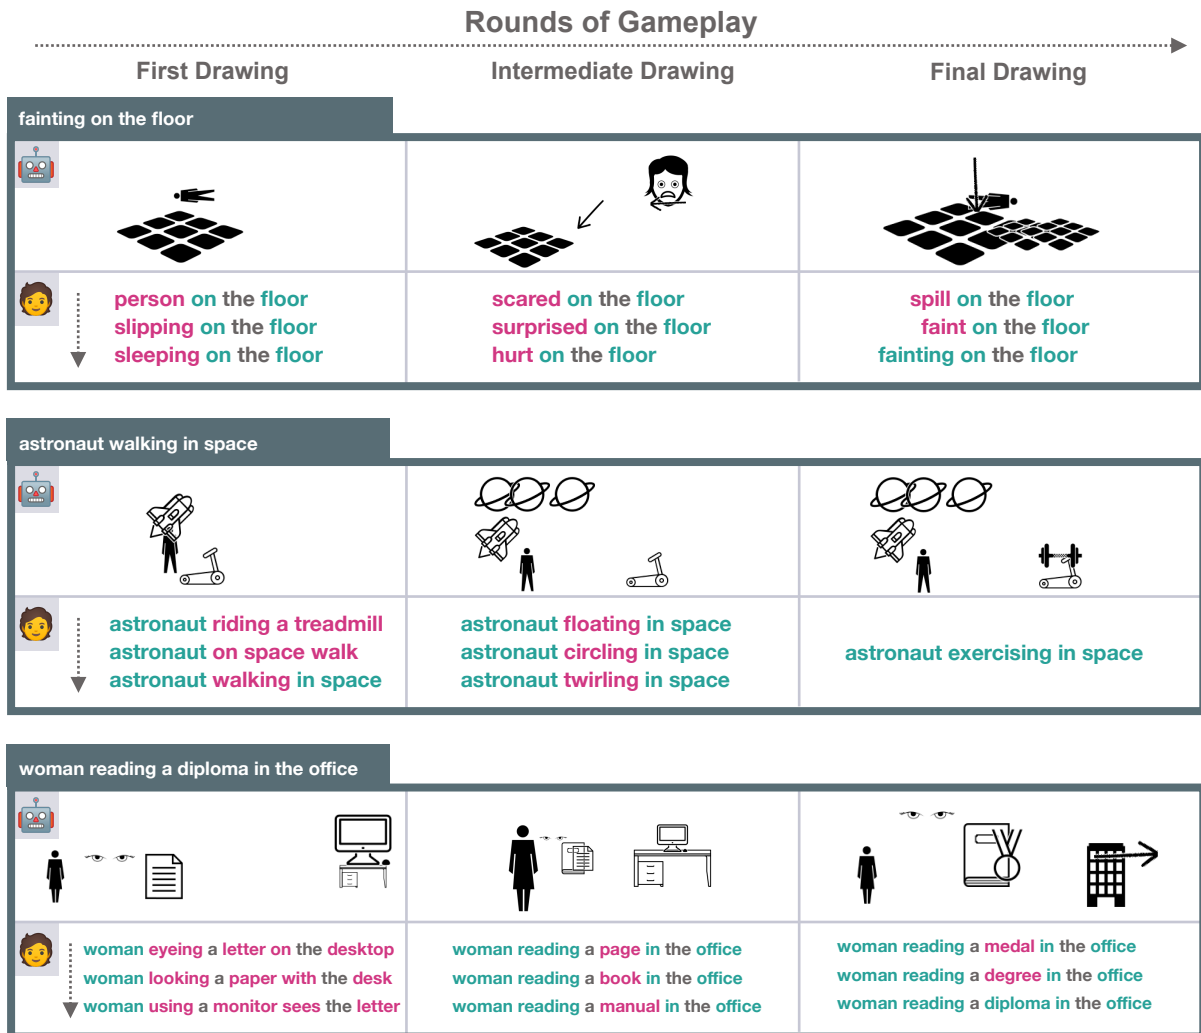 Rounds of Gameplay
First Drawing
Intermediate Drawing
Final Drawing
fainting on the floor
person on the floor
slipping on the floor
sleeping on the floor
scared on the floor
surprised on the floor
hurt on the floor
spill on the floor
faint on the floor
fainting on the floor
astronaut walking in space
astronaut riding a treadmill
astronaut on space walk
astronaut walking in space
astronaut floating in space
astronaut circling in space
astronaut twirling in space
astronaut exercising in space
woman reading a diploma in the office
woman eyeing a letter on the desktop
woman looking a paper with the desk
woman using a monitor sees the letter
woman reading a page in the office
woman reading a book in the office
woman reading a manual in the office
woman reading a medal in the office
woman reading a degree in the office
woman reading a diploma in the office